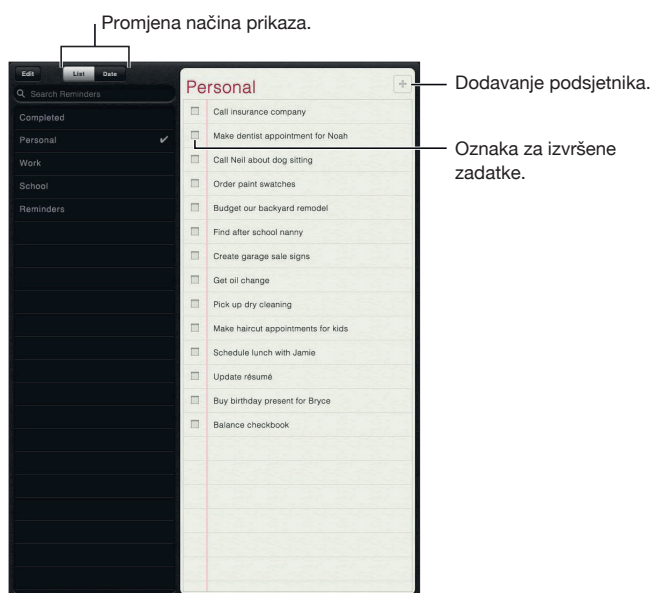 Promjena načina prikaza.
Edit List Date
Search Reminders
Completed
Personal
Work
School
Reminders
Personal
Call insurance company
Make dentist appointment for Noah
Call Neil about dog sitting
Order paint swatches
Budget our backyard remodel
Find after school nanny
Create garage sale signs
Get oil change
Pick up dry cleaning
Make haircut appointments for kids
Schedule lunch with Jamie
Update résumé
Buy birthday present for Bryce
Balance checkbook
Dodavanje podsjetnika.
Oznaka za izvršene
zadatke.